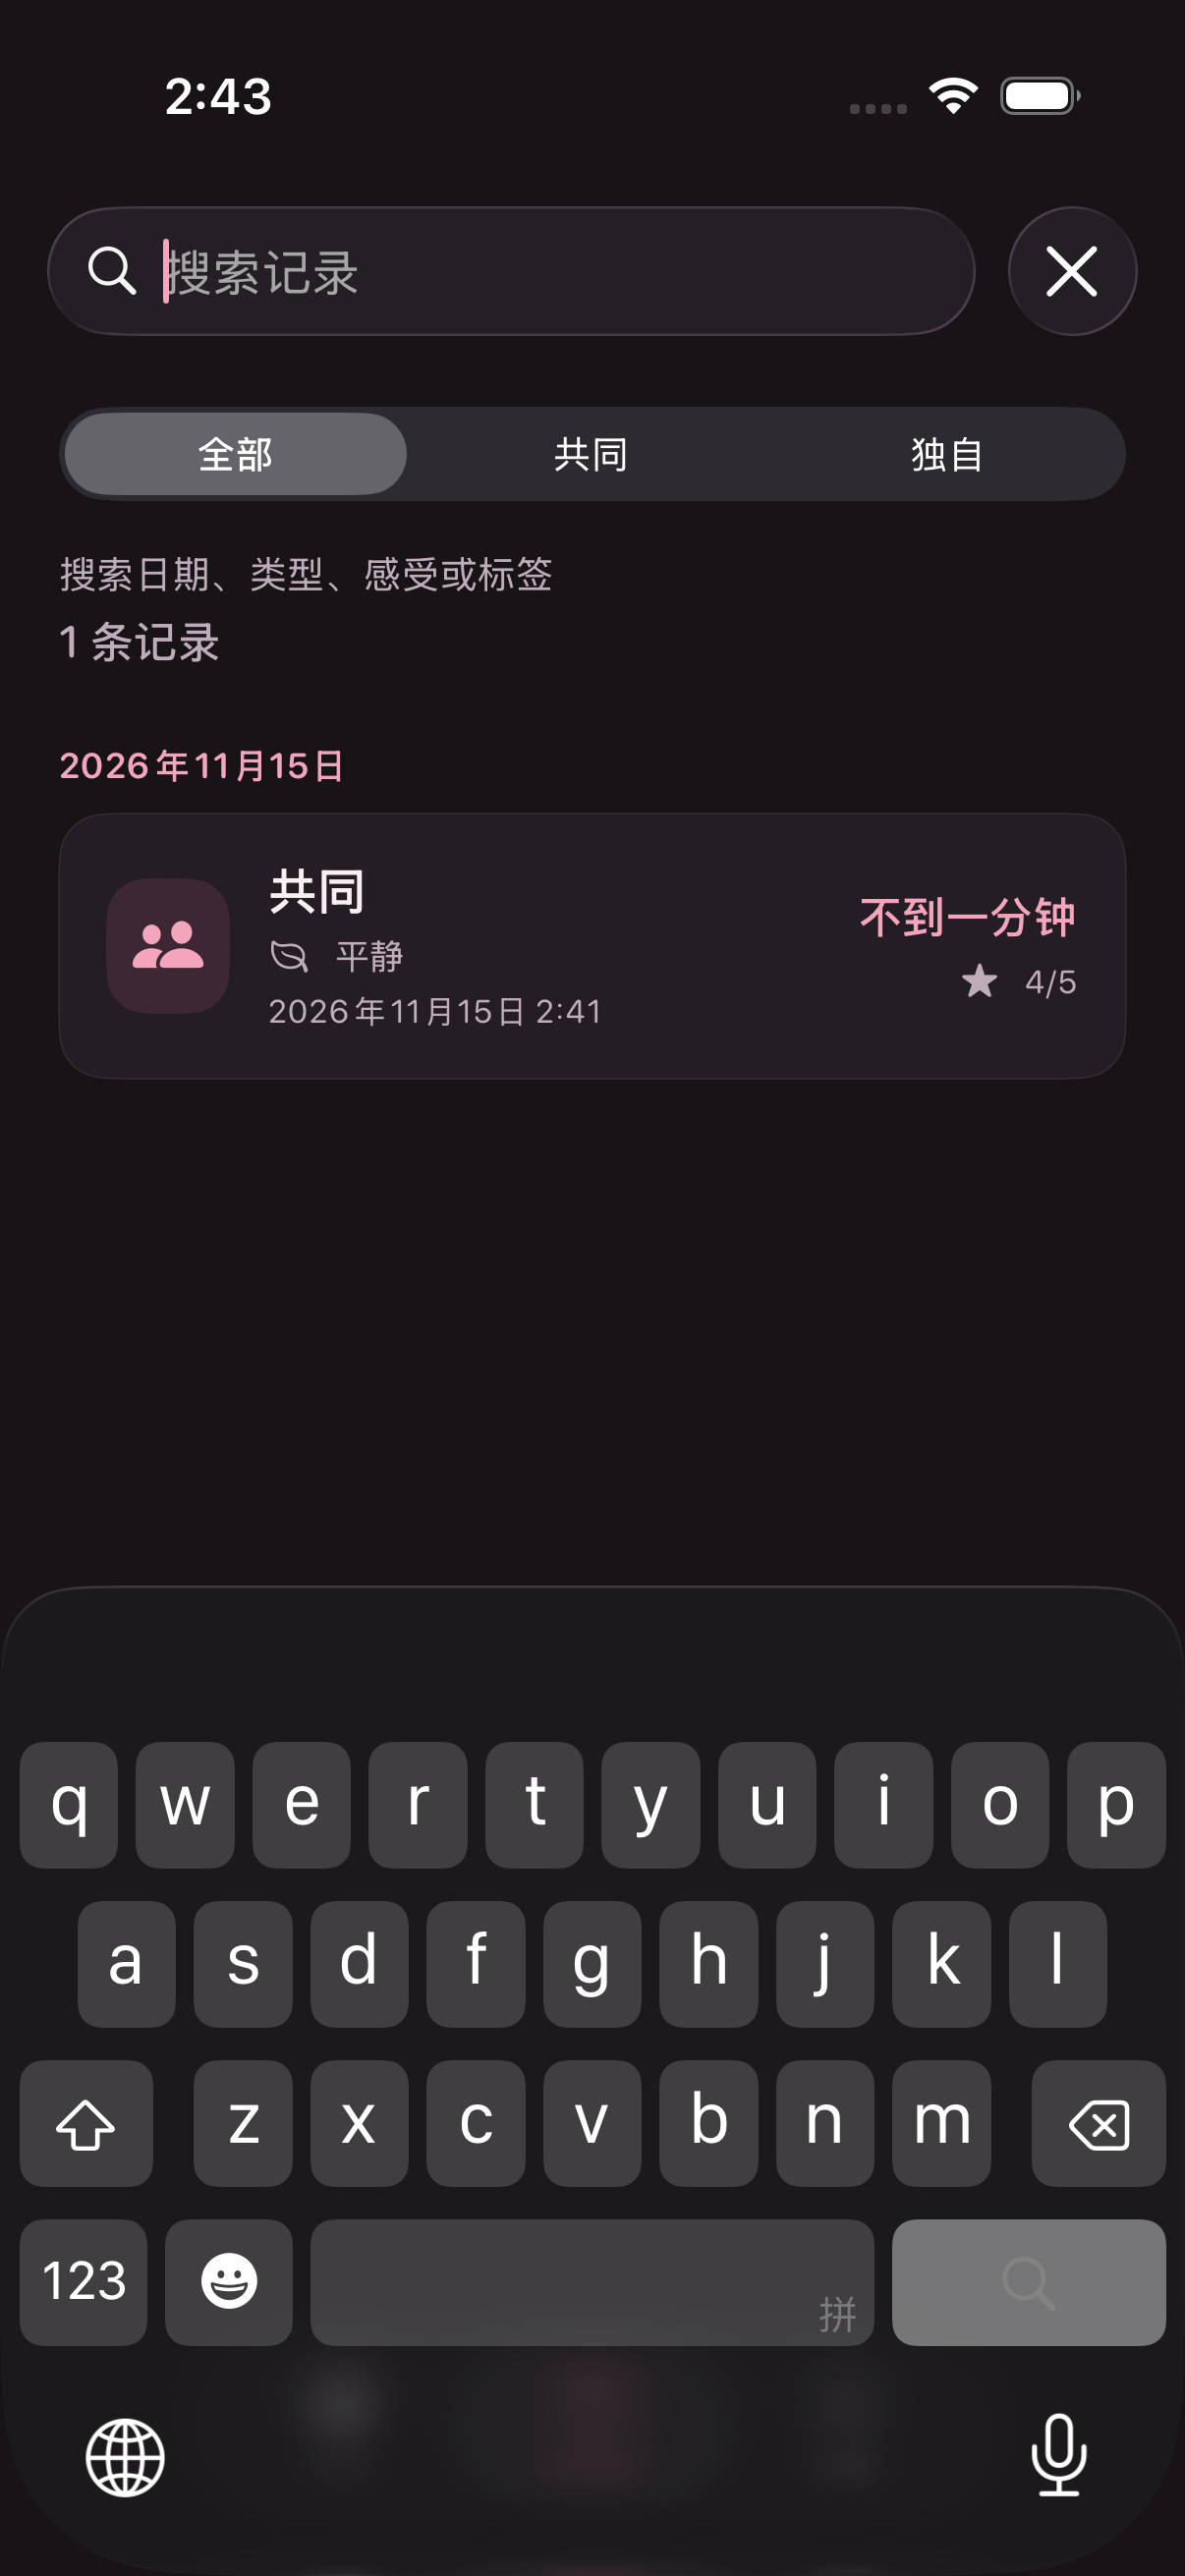 2:43
搜索记录
全部 共同 独自
搜索日期、类型、感受或标签
1 条记录
2026年11月15日
共同
不到一分钟
平静
4/5
2026年11月15日 2:41
q w e r t y u i o p
a s d f g h j k l
z x c v b n m
123 拼